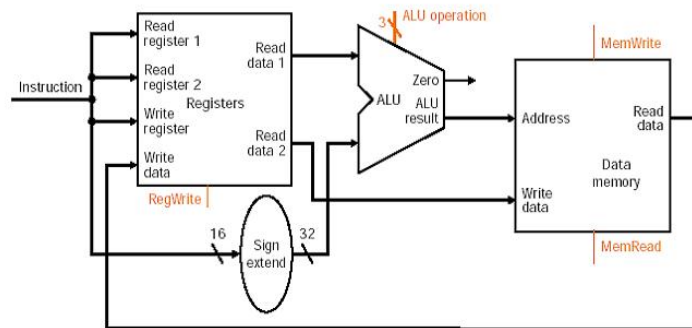 3
ALU operation
Read
register 1
Read
data 1
MemWrite
Read
register 2
Zero
Instruction
Registers
ALU
ALU
result
Address
Read
data
Write
register
Read
data 2
Write
data
Data
memory
Write
data
RegWrite
16
Sign
extend
32
MemRead